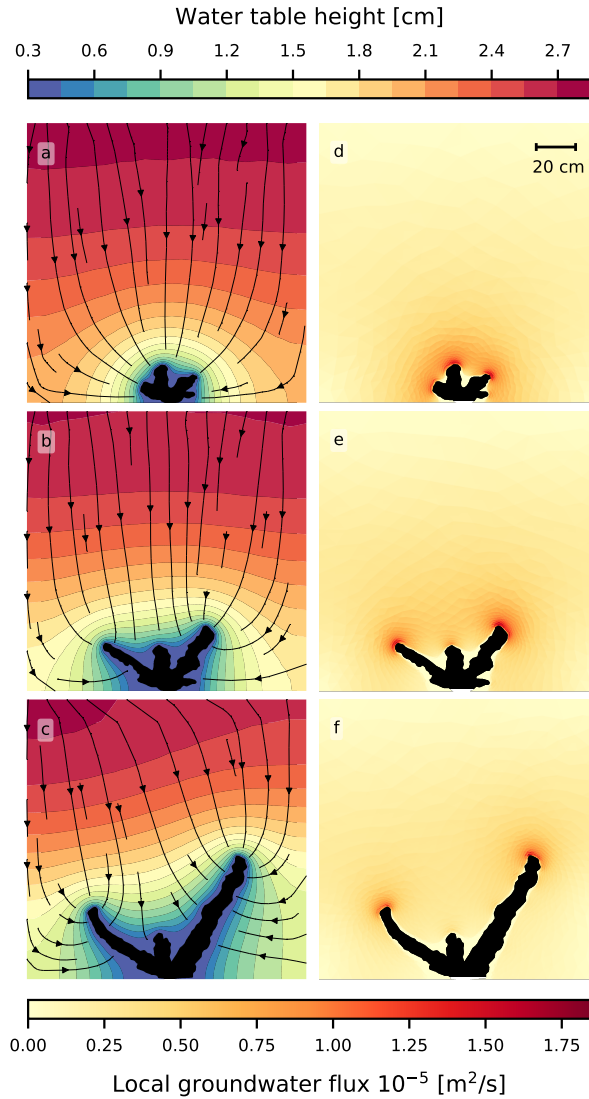 Water table height [cm]
0.3 0.6 0.9 1.2 1.5 1.8 2.1 2.4 2.7
a
d
20 cm
b
e
c
f
0.00 0.25 0.50 0.75 1.00 1.25 1.50 1.75
Local groundwater flux 10⁻⁵ [m²/s]